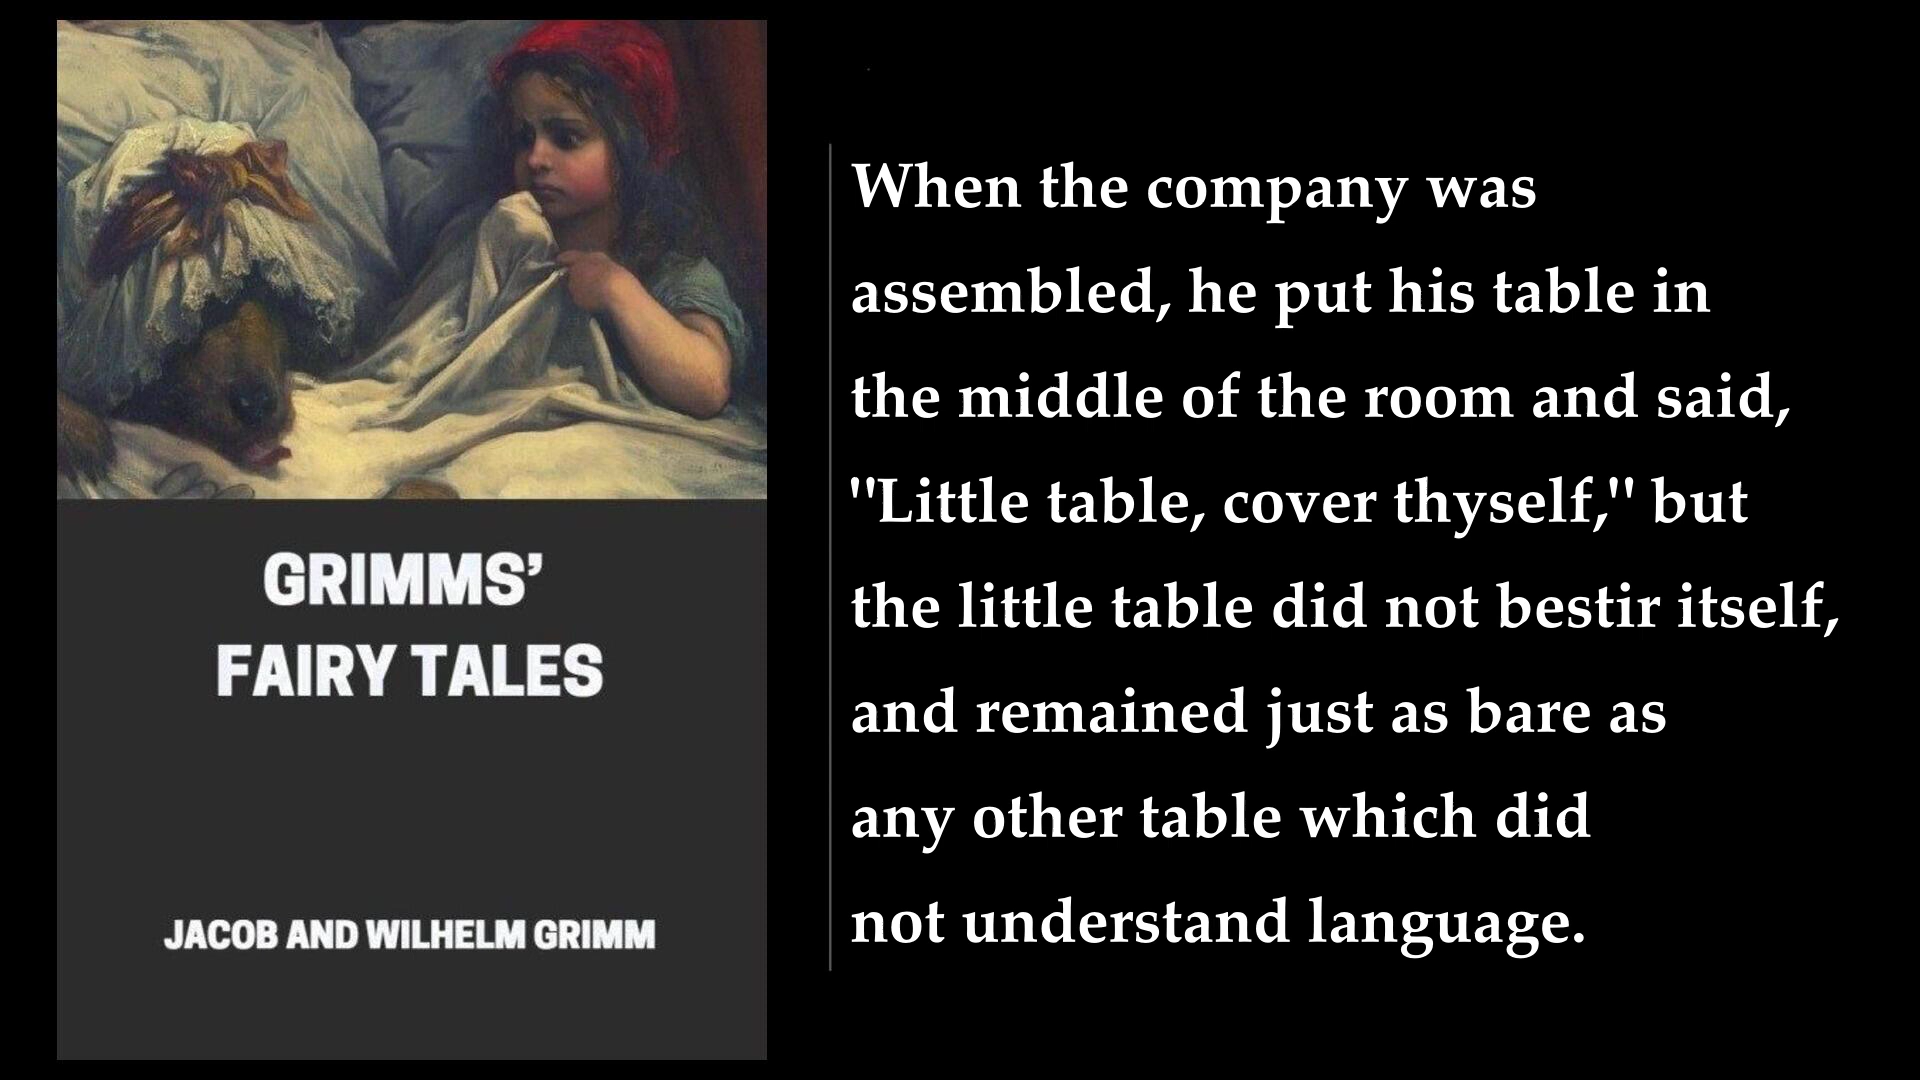 GRIMMS’
FAIRY TALES
JACOB AND WILHELM GRIMM
When the company was
assembled, he put his table in
the middle of the room and said,
"Little table, cover thyself," but
the little table did not bestir itself,
and remained just as bare as
any other table which did
not understand language.